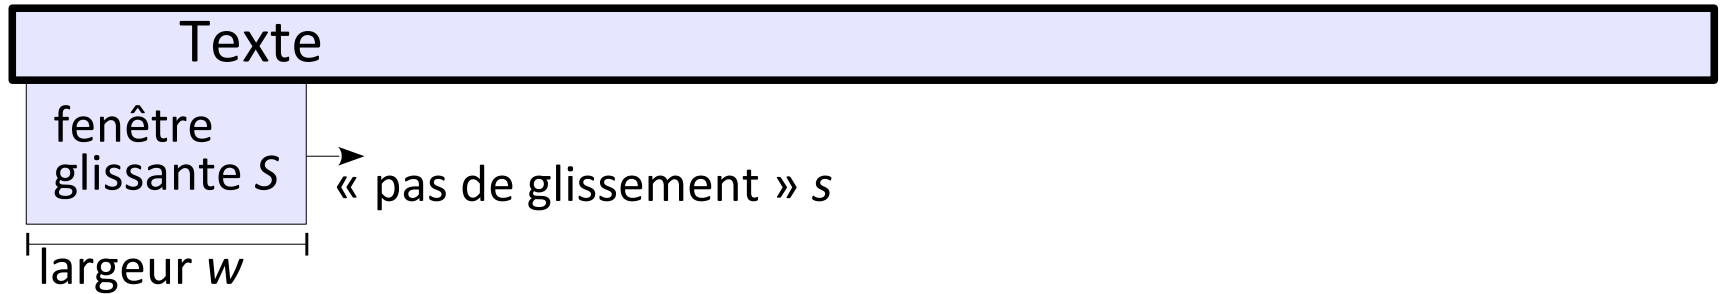 Texte
fenêtre
glissante S
« pas de glissement » s
largeur w